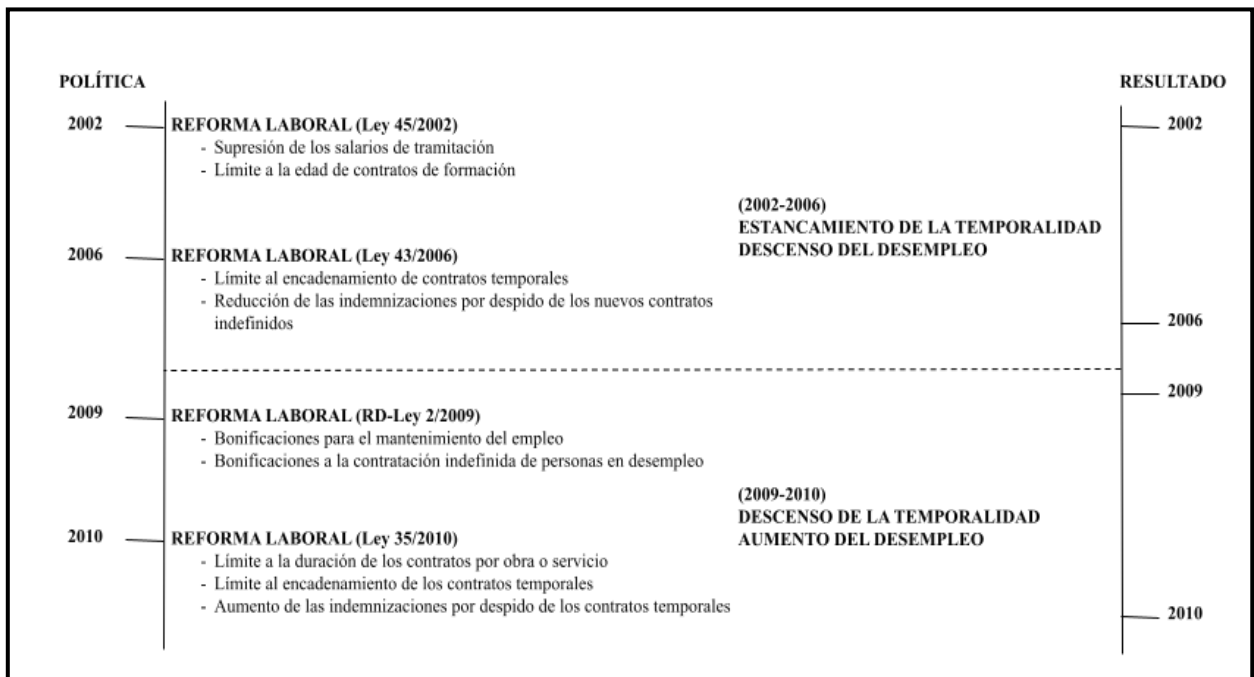 POLÍTICA
RESULTADO
2002
REFORMA LABORAL (Ley 45/2002)
- Supresión de los salarios de tramitación
- Límite a la edad de contratos de formación
2002
(2002-2006)
ESTANCAMIENTO DE LA TEMPORALIDAD
DESCENSO DEL DESEMPLEO
2006
REFORMA LABORAL (Ley 43/2006)
- Límite al encadenamiento de contratos temporales
- Reducción de las indemnizaciones por despido de los nuevos contratos
indefinidos
2006
2009
2009
REFORMA LABORAL (RD-Ley 2/2009)
- Bonificaciones para el mantenimiento del empleo
- Bonificaciones a la contratación indefinida de personas en desempleo
(2009-2010)
DESCENSO DE LA TEMPORALIDAD
AUMENTO DEL DESEMPLEO
2010
REFORMA LABORAL (Ley 35/2010)
- Límite a la duración de los contratos por obra o servicio
- Límite al encadenamiento de los contratos temporales
- Aumento de las indemnizaciones por despido de los contratos temporales
2010